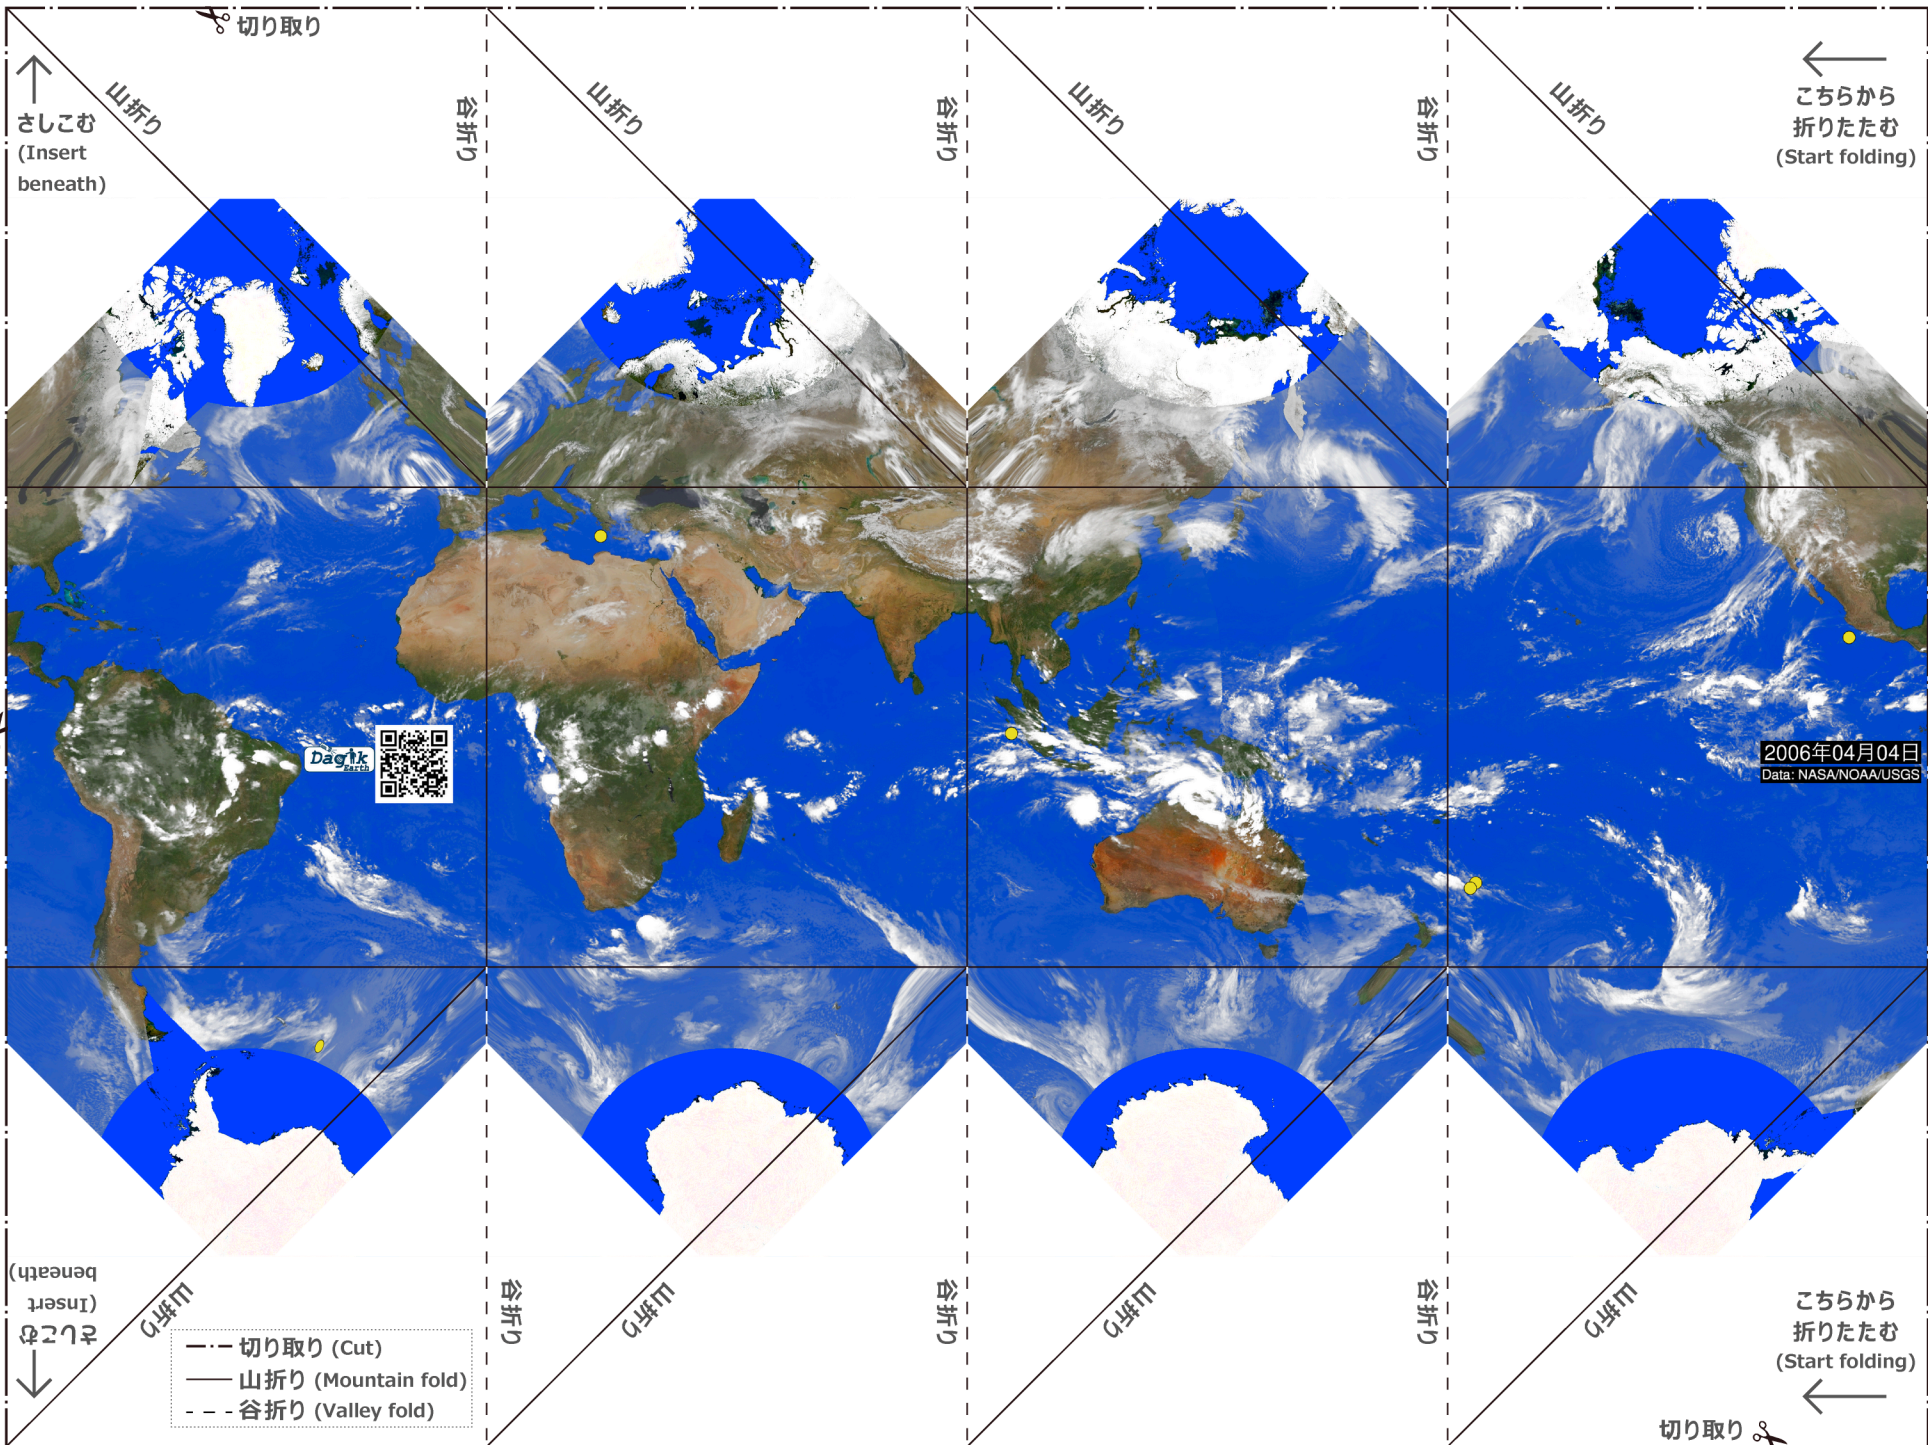 切り取り
さしこむ
(Insert
beneath)
山折り
谷折り
山折り
谷折り
山折り
谷折り
山折り
こちらから
折りたたむ
(Start folding)
Dagik
Earth
2006年04月04日
Data: NASA/NOAA/USGS
さしこむ
(Insert
beneath)
山折り
谷折り
山折り
谷折り
山折り
谷折り
山折り
こちらから
折りたたむ
(Start folding)
切り取り (Cut)
山折り (Mountain fold)
谷折り (Valley fold)
切り取り